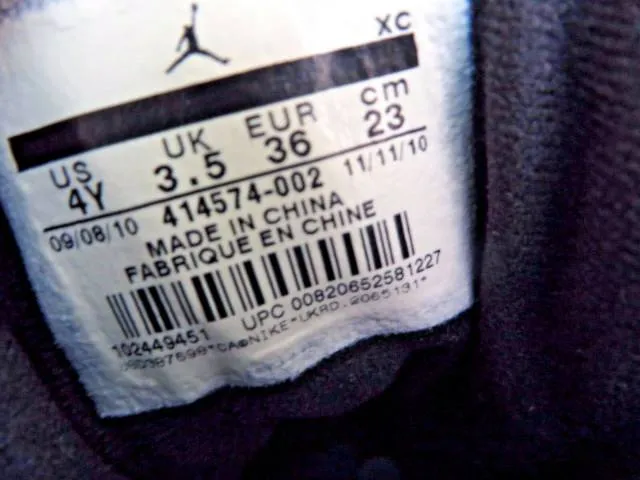 XC
US UK EUR cm
4Y 3.5 36 23
09/08/10 414574-002 11/11/10
MADE IN CHINA
FABRIQUE EN CHINE
102449451 UPC 00820652581227